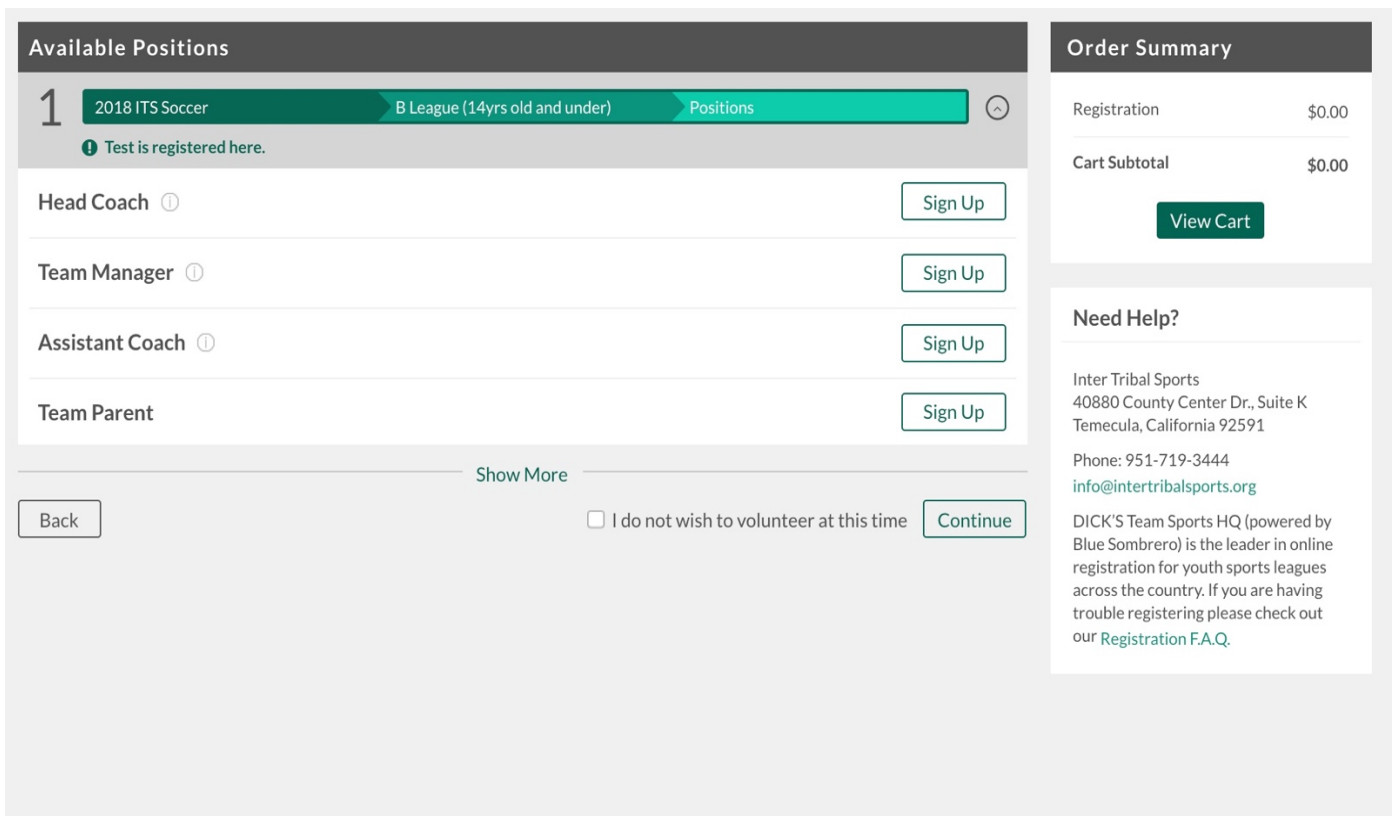 Available Positions
1
2018 ITS Soccer
B League (14yrs old and under)
Positions
Test is registered here.
Head Coach
Sign Up
Team Manager
Sign Up
Assistant Coach
Sign Up
Team Parent
Sign Up
Show More
Back
I do not wish to volunteer at this time
Continue
Order Summary
Registration $0.00
Cart Subtotal $0.00
View Cart
Need Help?
Inter Tribal Sports
40880 County Center Dr., Suite K
Temecula, California 92591
Phone: 951-719-3444
info@intertribalsports.org
DICK'S Team Sports HQ (powered by
Blue Sombrero) is the leader in online
registration for youth sports leagues
across the country. If you are having
trouble registering please check out
our Registration F.A.Q.